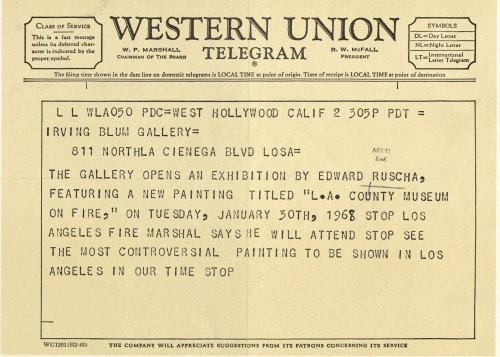 CLASS OF SERVICE
This is a fast message
unless its deferred char-
acter is indicated by the
proper symbol.
WESTERN UNION
TELEGRAM
W. P. MARSHALL
CHAIRMAN OF THE BOARD
R. W. McFALL
PRESIDENT
SYMBOLS
DL=Day Letter
NL=Night Letter
LT=International
Letter Telegram
The filing time shown in the date line on domestic telegrams is LOCAL TIME at point of origin. Time of receipt is LOCAL TIME at point of destination
L L WLA050 PDC=WEST HOLLYWOOD CALIF 2 305P PDT =
IRVING BLUM GALLERY=
811 NORTHLA CIENEGA BLVD LOSA=
THE GALLERY OPENS AN EXHIBITION BY EDWARD RUSCHA,
FEATURING A NEW PAINTING TITLED "L.A. COUNTY MUSEUM
ON FIRE," ON TUESDAY, JANUARY 30TH, 1968 STOP LOS
ANGELES FIRE MARSHAL SAYS HE WILL ATTEND STOP SEE
THE MOST CONTROVERSIAL PAINTING TO BE SHOWN IN LOS
ANGELES IN OUR TIME STOP
WU1201 (R2-65)
THE COMPANY WILL APPRECIATE SUGGESTIONS FROM ITS PATRONS CONCERNING ITS SERVICE